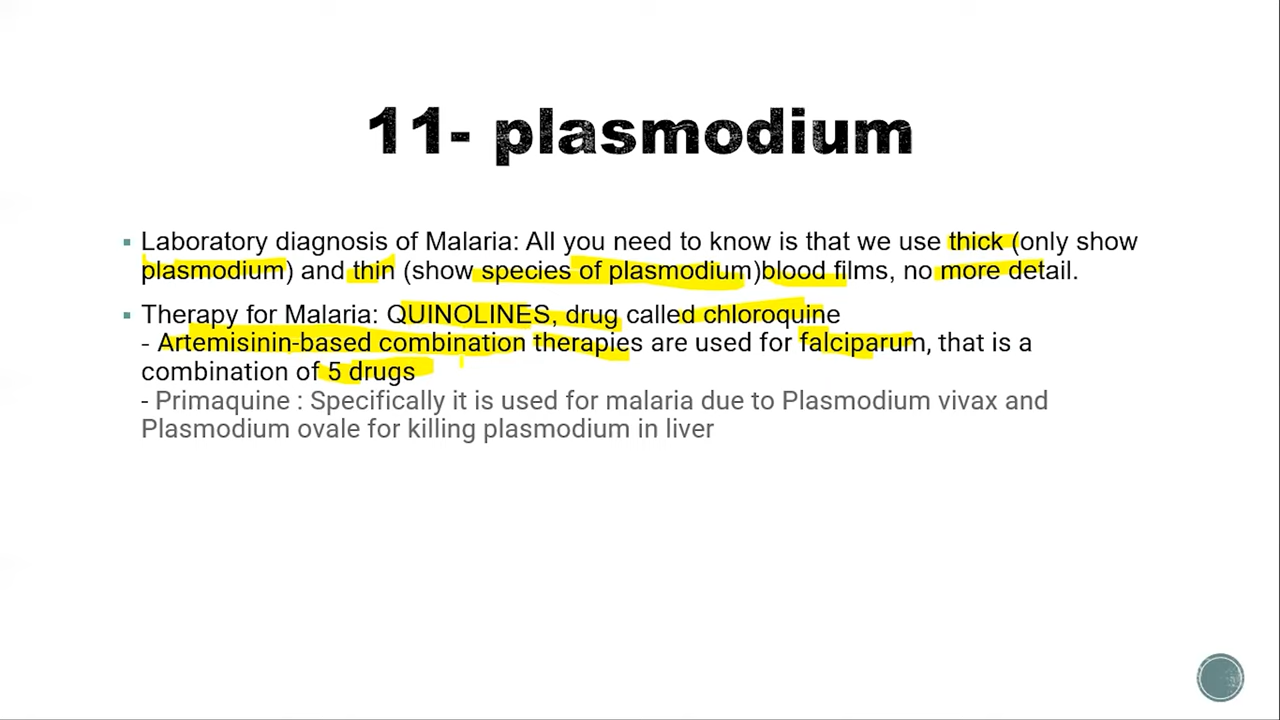 11- plasmodium
▪ Laboratory diagnosis of Malaria: All you need to know is that we use thick (only show
plasmodium) and thin (show species of plasmodium)blood films, no more detail.
▪ Therapy for Malaria: QUINOLINES, drug called chloroquine
- Artemisinin-based combination therapies are used for falciparum, that is a
combination of 5 drugs
- Primaquine : Specifically it is used for malaria due to Plasmodium vivax and
Plasmodium ovale for killing plasmodium in liver